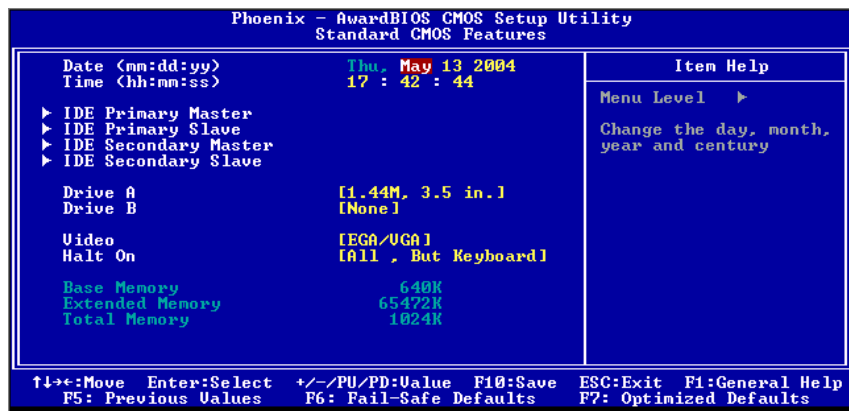 Phoenix - AwardBIOS CMOS Setup Utility
Standard CMOS Features
Date (mm:dd:yy) Thu, May 13 2004
Time (hh:mm:ss) 17 : 42 : 44
► IDE Primary Master
► IDE Primary Slave
► IDE Secondary Master
► IDE Secondary Slave
Drive A [1.44M, 3.5 in.]
Drive B [None]
Video [EGA/VGA]
Halt On [All , But Keyboard]
Base Memory 640K
Extended Memory 65472K
Total Memory 1024K
Item Help
Menu Level ►
Change the day, month,
year and century
↑↓→←:Move Enter:Select +/-/PU/PD:Value F10:Save ESC:Exit F1:General Help
F5: Previous Values F6: Fail-Safe Defaults F7: Optimized Defaults